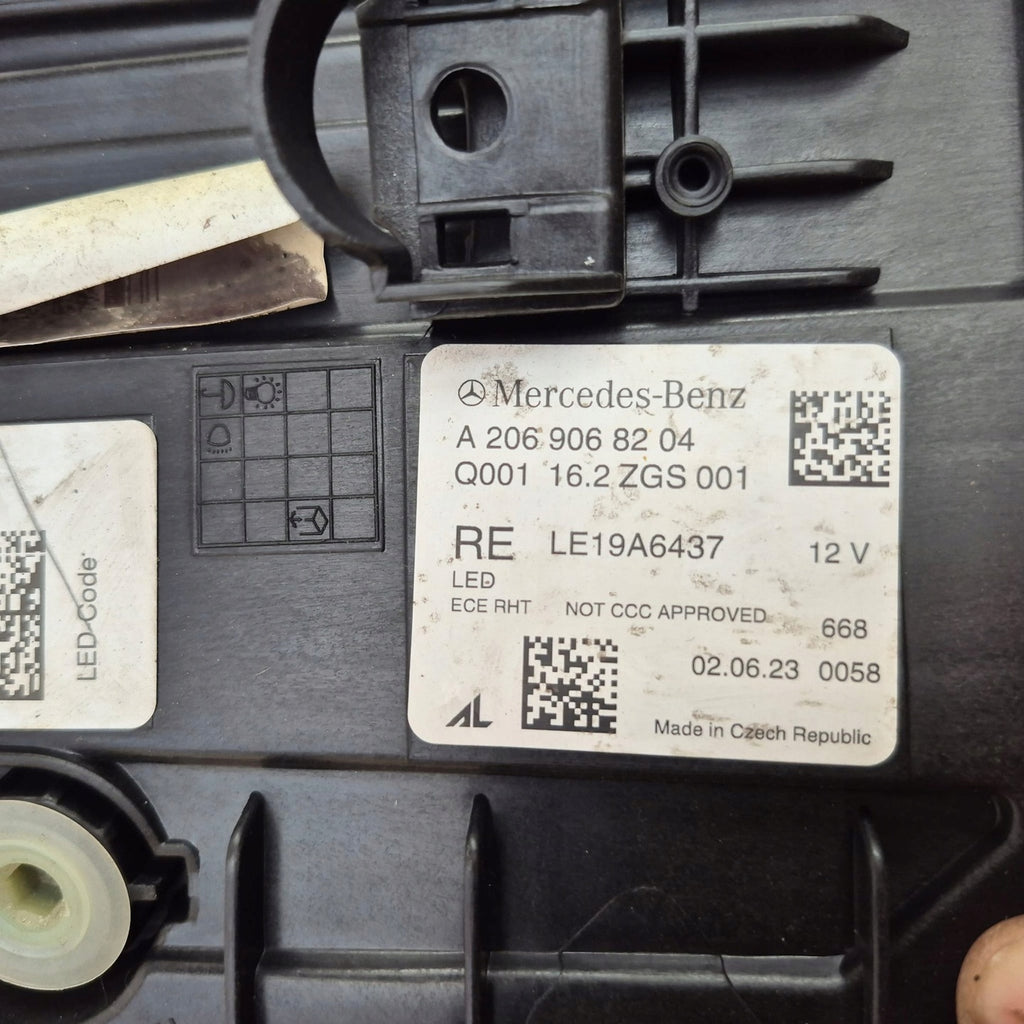 Mercedes-Benz
A 206 906 82 04
Q001 16.2 ZGS 001
RE LE19A6437 12 V
LED
ECE RHT NOT CCC APPROVED
668
02.06.23 0058
AL Made in Czech Republic
LED-Code